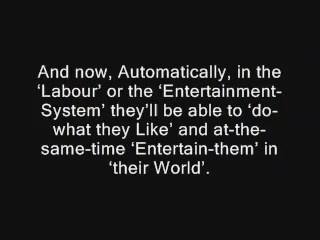 And now, Automatically, in the
‘Labour’ or the ‘Entertainment-
System’ they’ll be able to ‘do-
what they Like’ and at-the-
same-time ‘Entertain-them’ in
‘their World’.